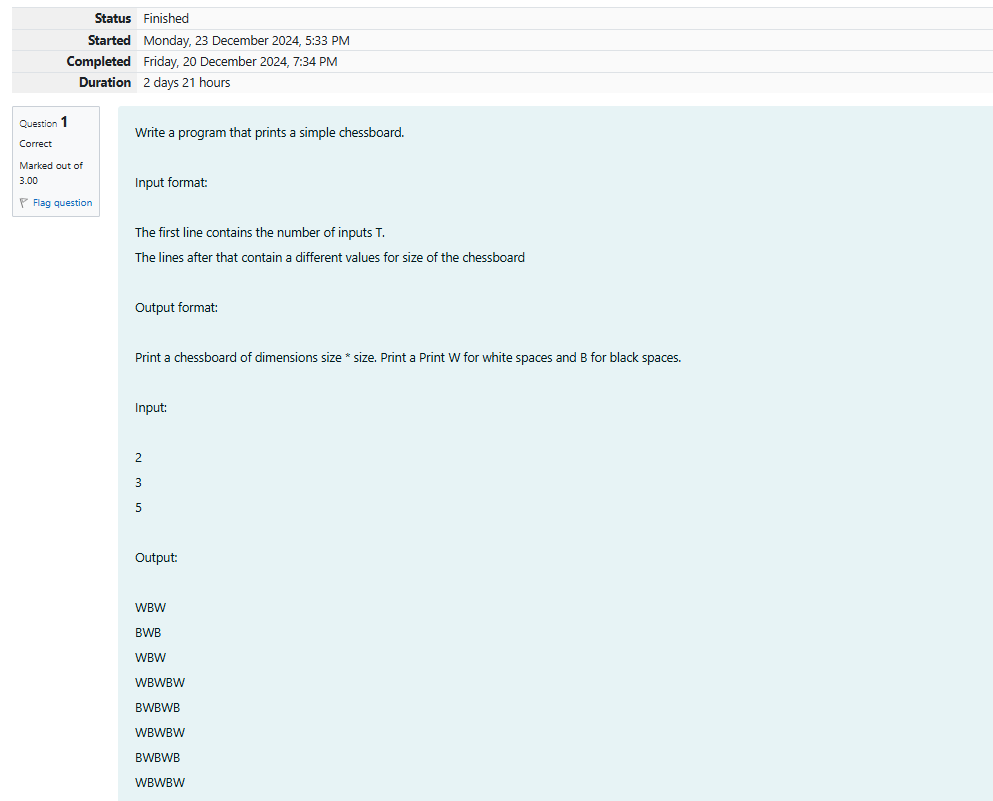 Status Finished
Started Monday, 23 December 2024, 5:33 PM
Completed Friday, 20 December 2024, 7:34 PM
Duration 2 days 21 hours
Question 1
Correct
Marked out of
3.00
Flag question
Write a program that prints a simple chessboard.
Input format:
The first line contains the number of inputs T.
The lines after that contain a different values for size of the chessboard
Output format:
Print a chessboard of dimensions size * size. Print a Print W for white spaces and B for black spaces.
Input:
2
3
5
Output:
WBW
BWB
WBW
WBWBW
BWBWB
WBWBW
BWBWB
WBWBW